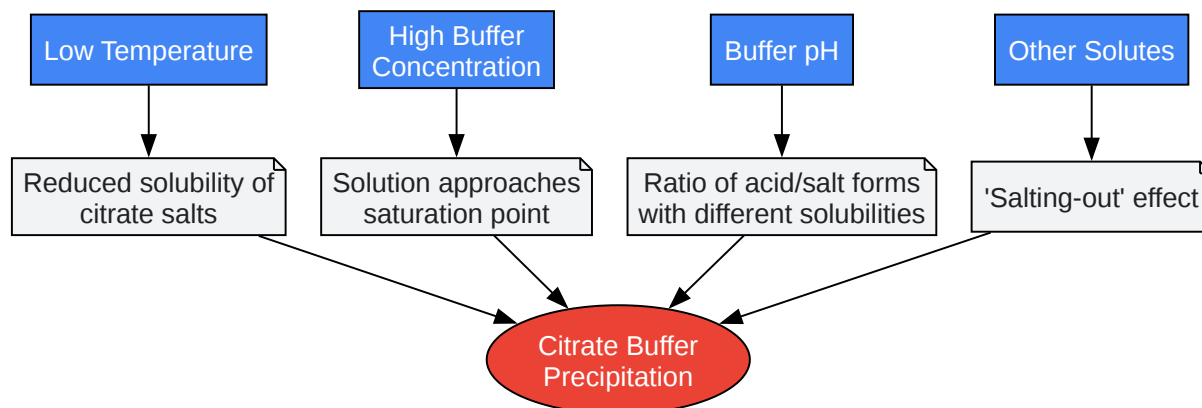 Low Temperature
High Buffer
Concentration
Buffer pH
Other Solutes
Reduced solubility of
citrate salts
Solution approaches
saturation point
Ratio of acid/salt forms
with different solubilities
'Salting-out' effect
Citrate Buffer
Precipitation